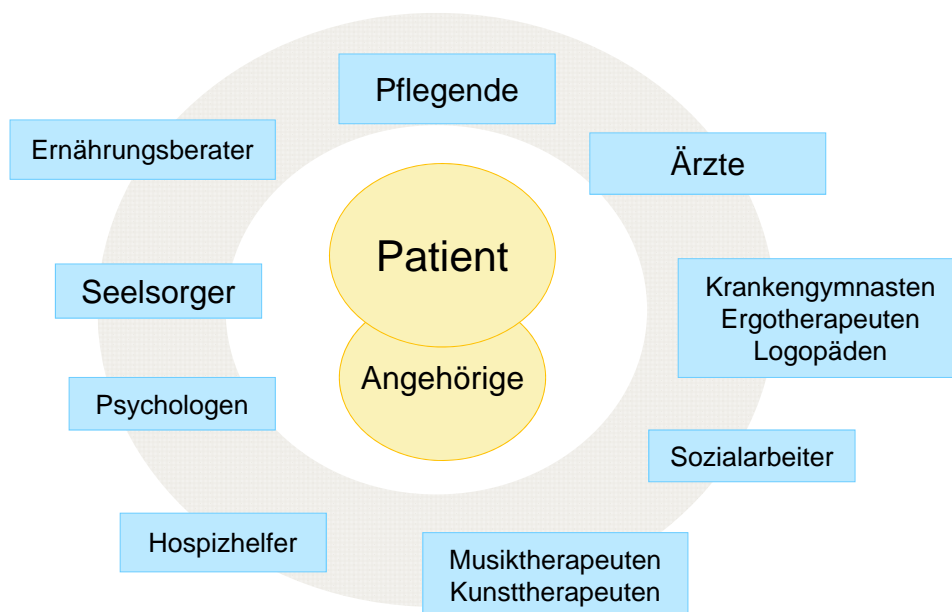 Pflegende
Ernährungsberater
Ärzte
Patient
Seelsorger
Krankengymnasten
Ergotherapeuten
Logopäden
Angehörige
Psychologen
Sozialarbeiter
Hospizhelfer
Musiktherapeuten
Kunsttherapeuten